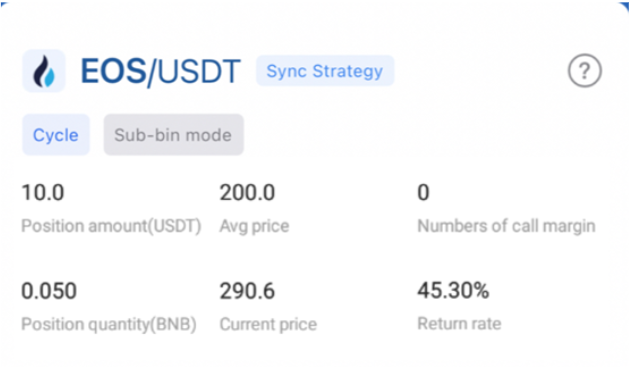 EOS/USDT Sync Strategy ?
Cycle Sub-bin mode
10.0 200.0 0
Position amount(USDT) Avg price Numbers of call margin
0.050 290.6 45.30%
Position quantity(BNB) Current price Return rate